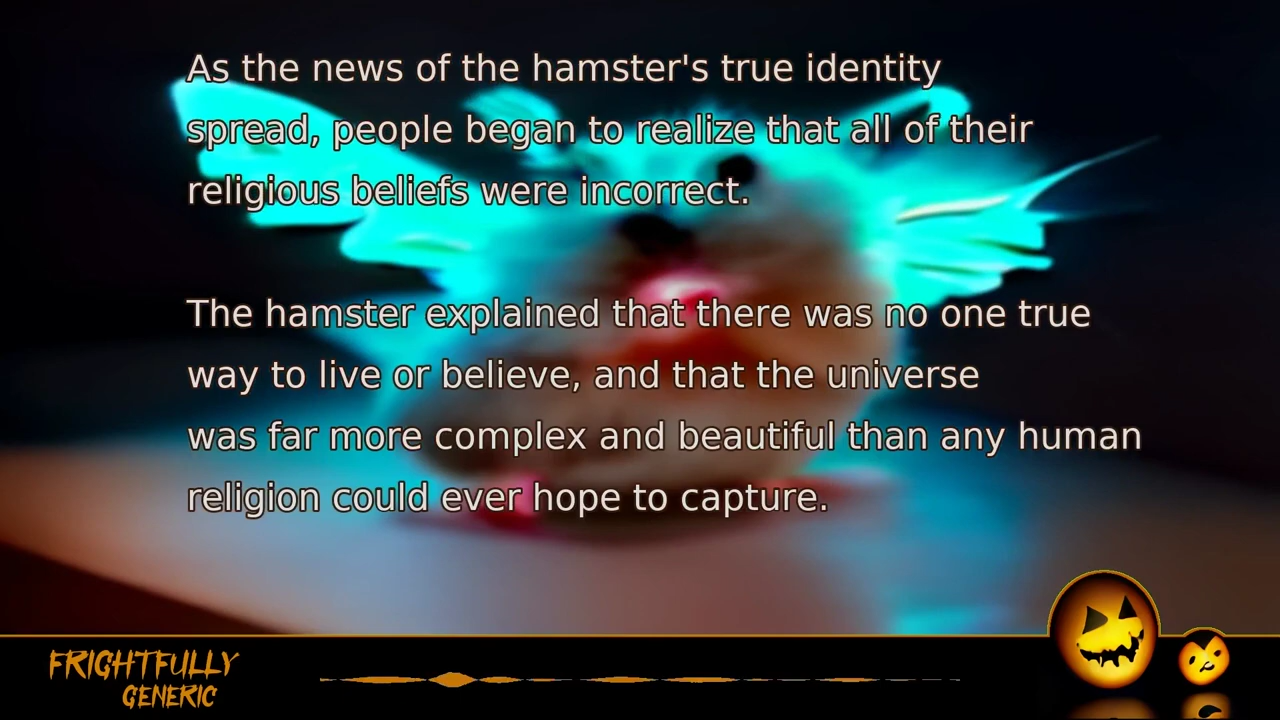 As the news of the hamster's true identity
spread, people began to realize that all of their
religious beliefs were incorrect.
The hamster explained that there was no one true
way to live or believe, and that the universe
was far more complex and beautiful than any human
religion could ever hope to capture.
FRIGHTFULLY
GENERIC